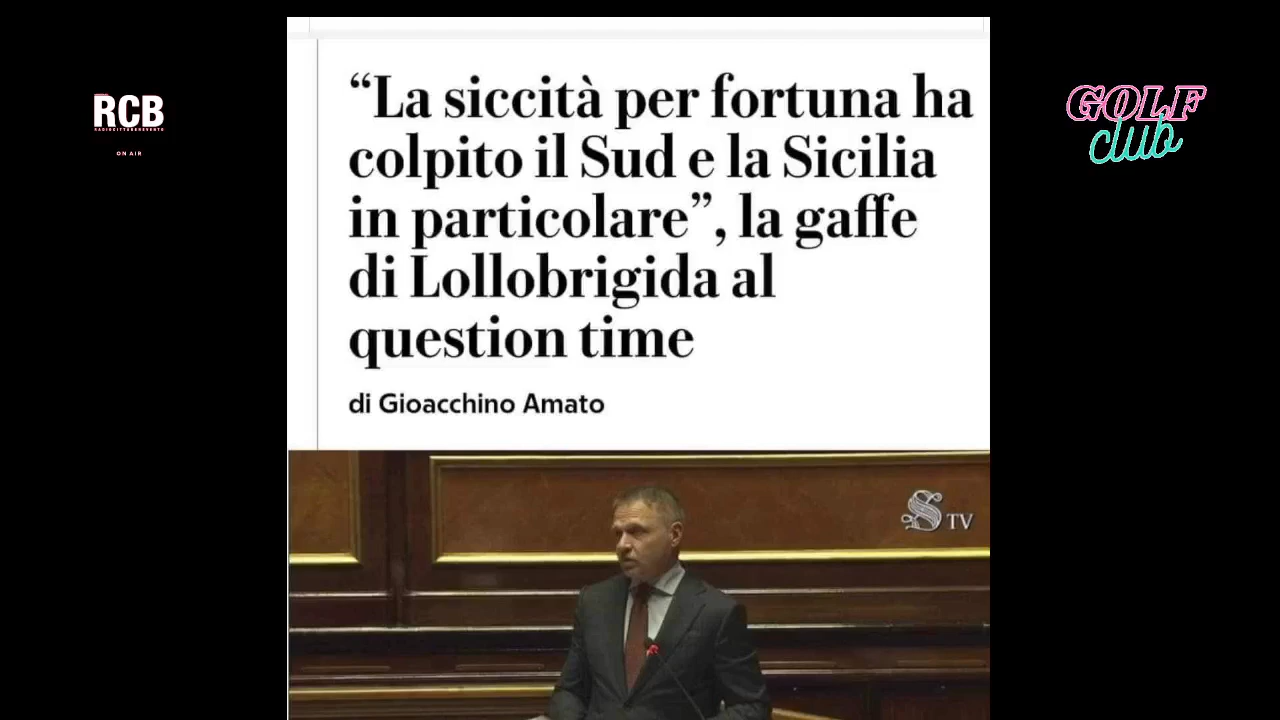 RCB
RADIOCITTÀBENEVENTO
ON AIR
GOLF
club
“La siccità per fortuna ha
colpito il Sud e la Sicilia
in particolare”, la gaffe
di Lollobrigida al
question time
di Gioacchino Amato
S TV